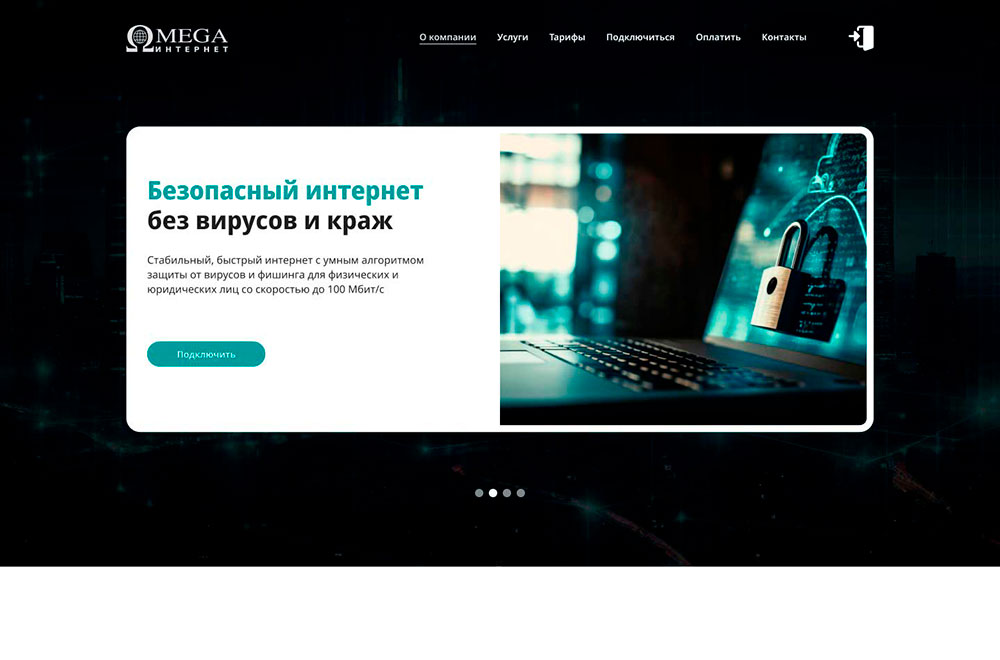 ΩMEGA
ИНТЕРНЕТ
О компании
Услуги
Тарифы
Подключиться
Оплатить
Контакты
Безопасный интернет
без вирусов и краж
Стабильный, быстрый интернет с умным алгоритмом
защиты от вирусов и фишинга для физических и
юридических лиц со скоростью до 100 Мбит/с
Подключить